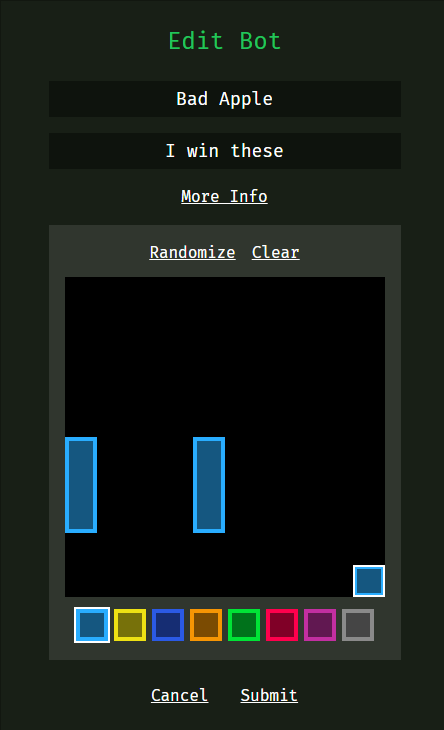 Edit Bot
Bad Apple
I win these
More Info
Randomize Clear
Cancel Submit